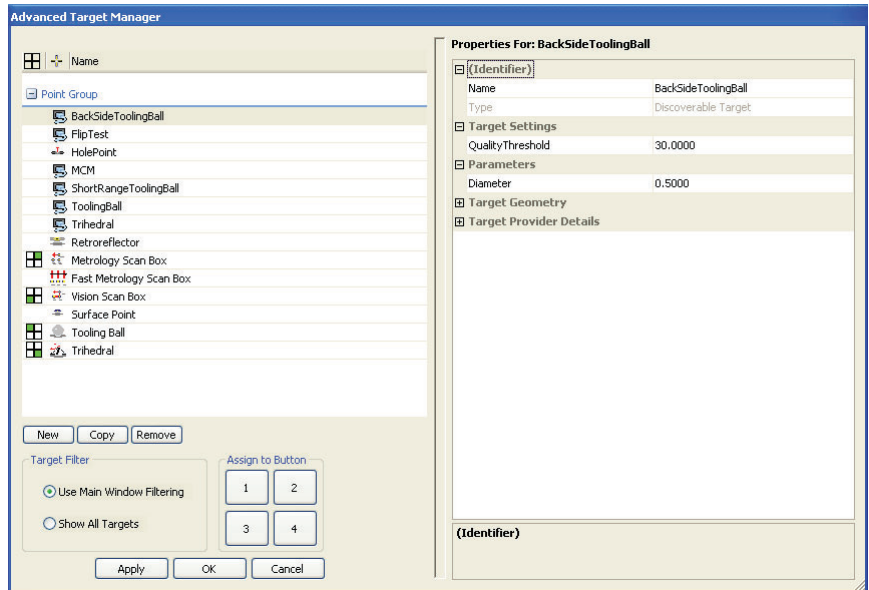 Advanced Target Manager
Name
Point Group
BackSideToolingBall
FlipTest
HolePoint
MCM
ShortRangeToolingBall
ToolingBall
Trihedral
Retroreflector
Metrology Scan Box
Fast Metrology Scan Box
Vision Scan Box
Surface Point
Tooling Ball
Trihedral
New Copy Remove
Target Filter
Use Main Window Filtering
Show All Targets
Assign to Button
1 2
3 4
Apply OK Cancel
Properties For: BackSideToolingBall
(Identifier)
Name BackSideToolingBall
Type Discoverable Target
Target Settings
QualityThreshold 30.0000
Parameters
Diameter 0.5000
Target Geometry
Target Provider Details
(Identifier)